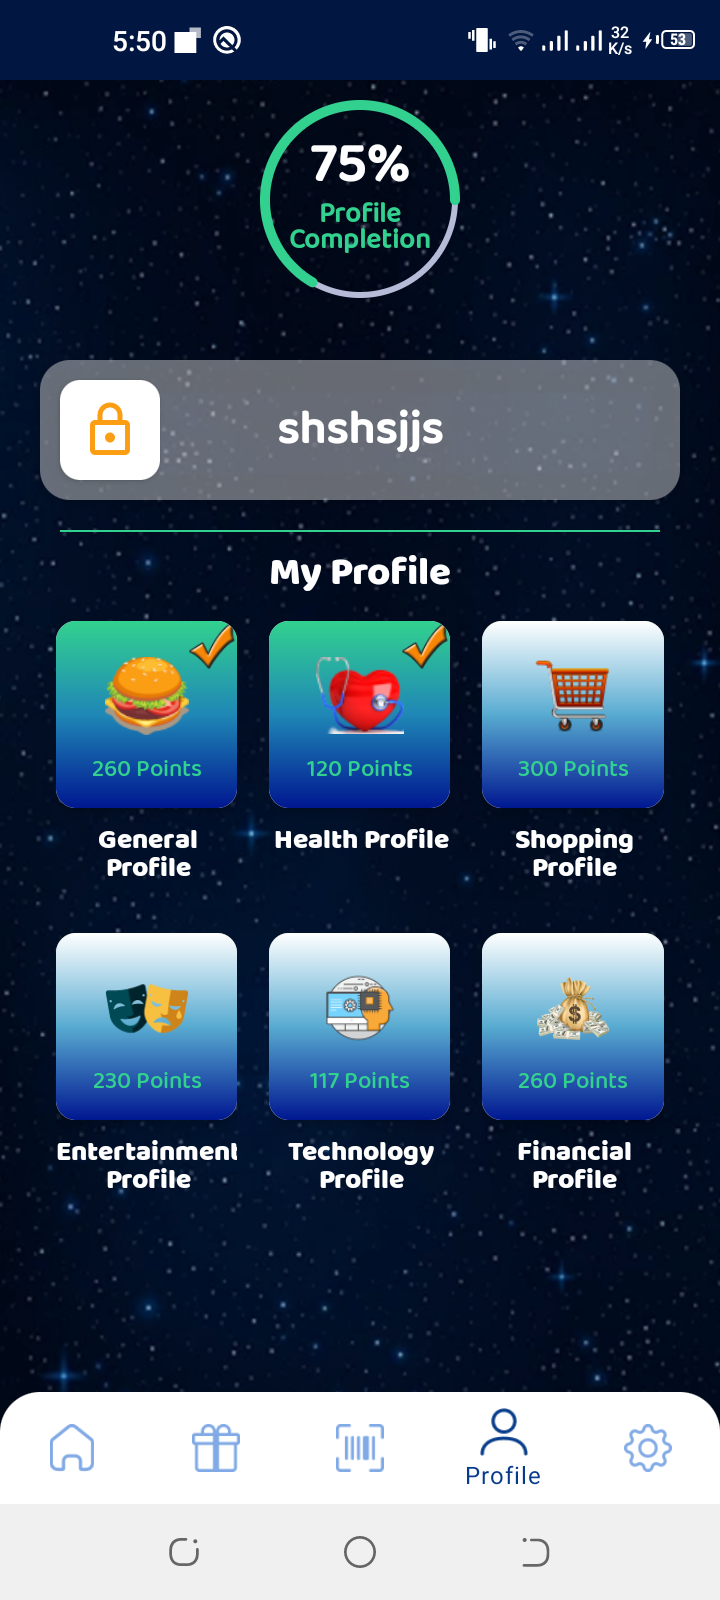 5:50
32
K/s
53
75%
Profile
Completion
shshsjjs
My Profile
260 Points
120 Points
300 Points
General
Profile
Health Profile
Shopping
Profile
230 Points
117 Points
260 Points
Entertainment
Profile
Technology
Profile
Financial
Profile
Profile